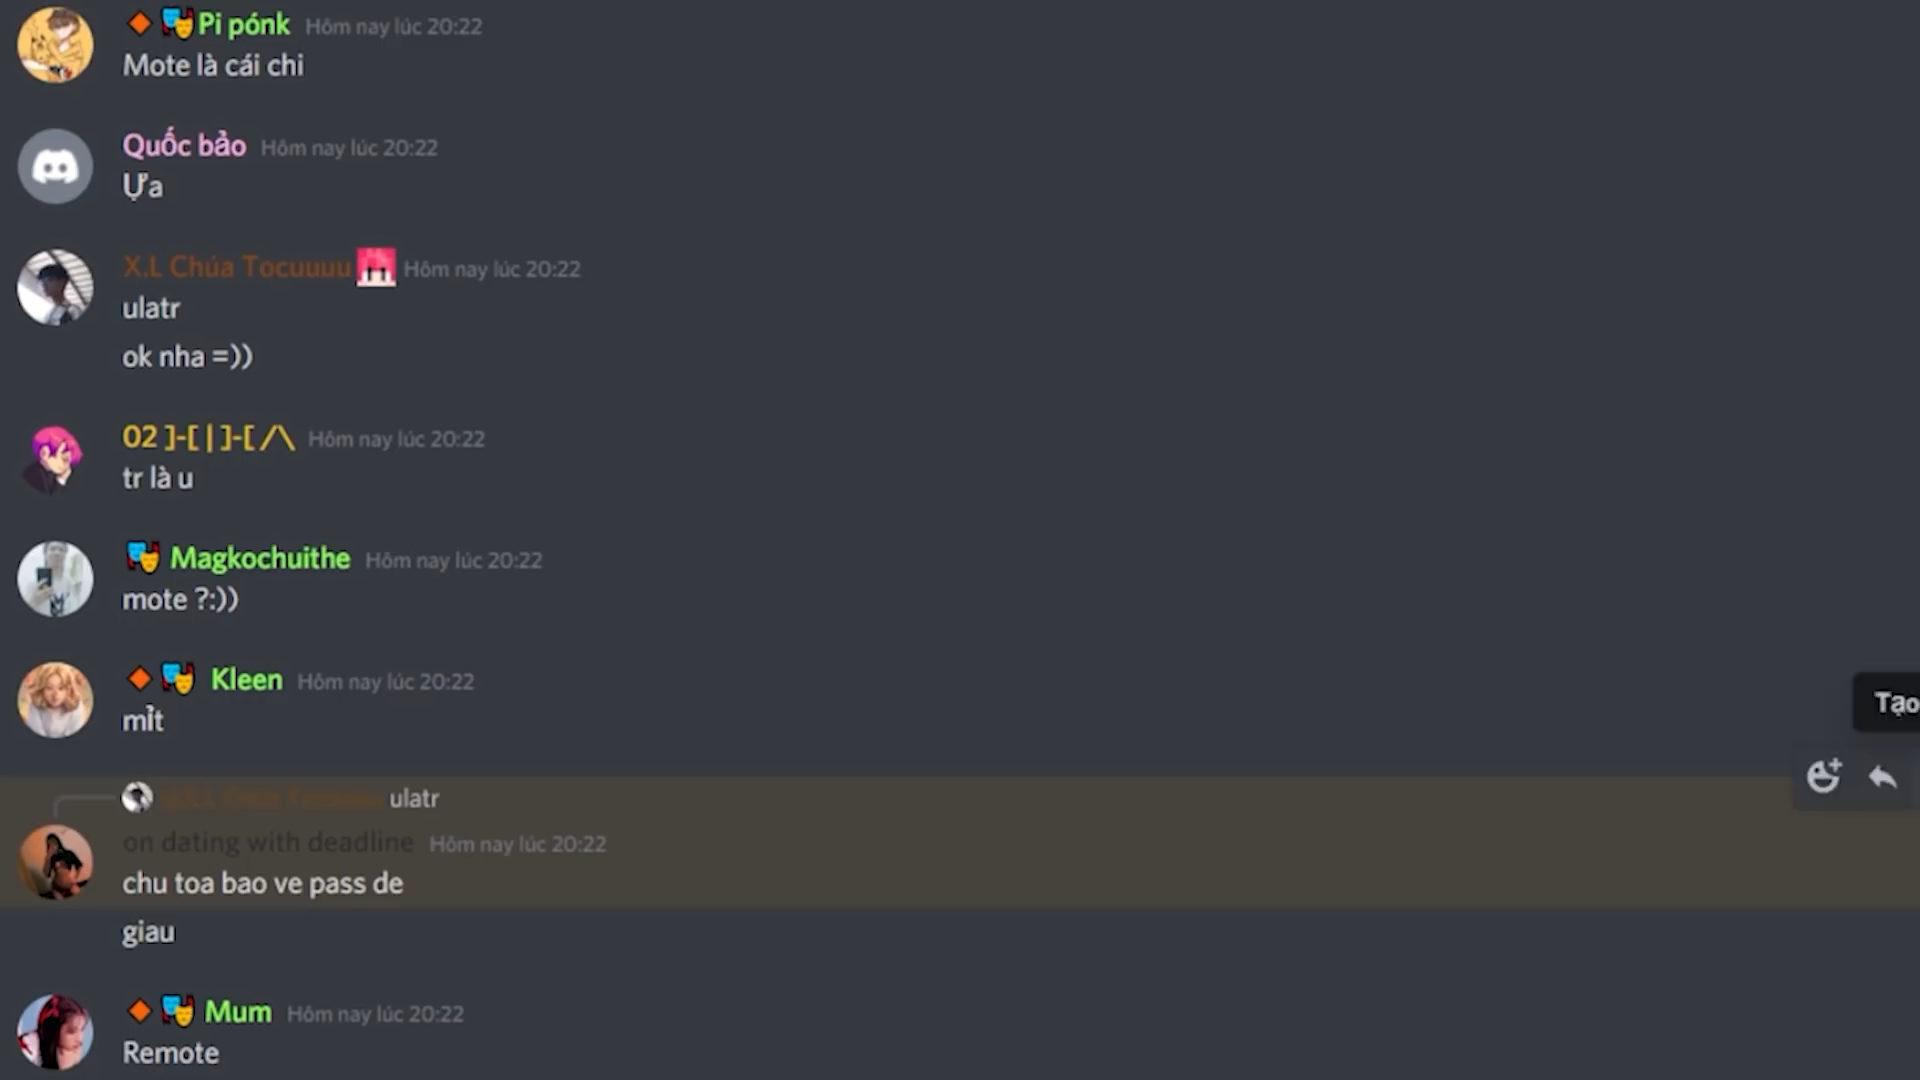 Pi pónk Hôm nay lúc 20:22
Mote là cái chi
Quốc bảo Hôm nay lúc 20:22
Ựa
X.L Chúa Tocuuuu Hôm nay lúc 20:22
ulatr
ok nha =))
02 ]-[ | ]-[ /\ Hôm nay lúc 20:22
tr là u
Magkochuithe Hôm nay lúc 20:22
mote ?:))
Kleen Hôm nay lúc 20:22
mỉt
Tạo
ulatr
on dating with deadline Hôm nay lúc 20:22
chu toa bao ve pass de
giau
Mum Hôm nay lúc 20:22
Remote